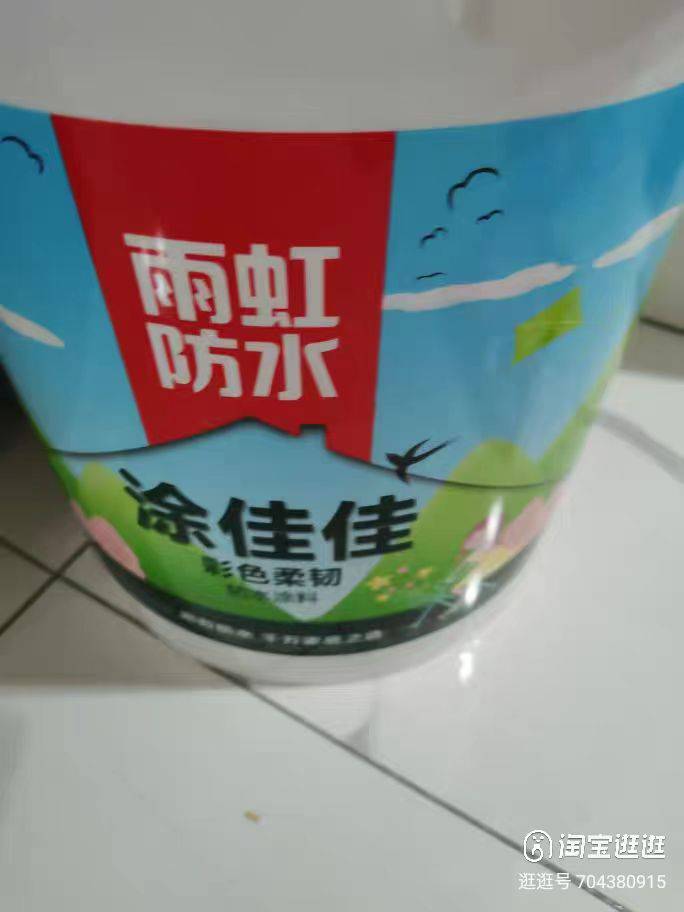 雨虹
防水
涂佳佳
彩色柔韧
防水涂料
淘宝逛逛
逛逛号 704380915